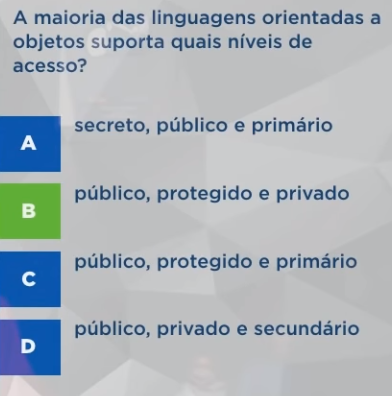 A maioria das linguagens orientadas a
objetos suporta quais níveis de
acesso?
A
secreto, público e primário
B
público, protegido e privado
C
público, protegido e primário
D
público, privado e secundário